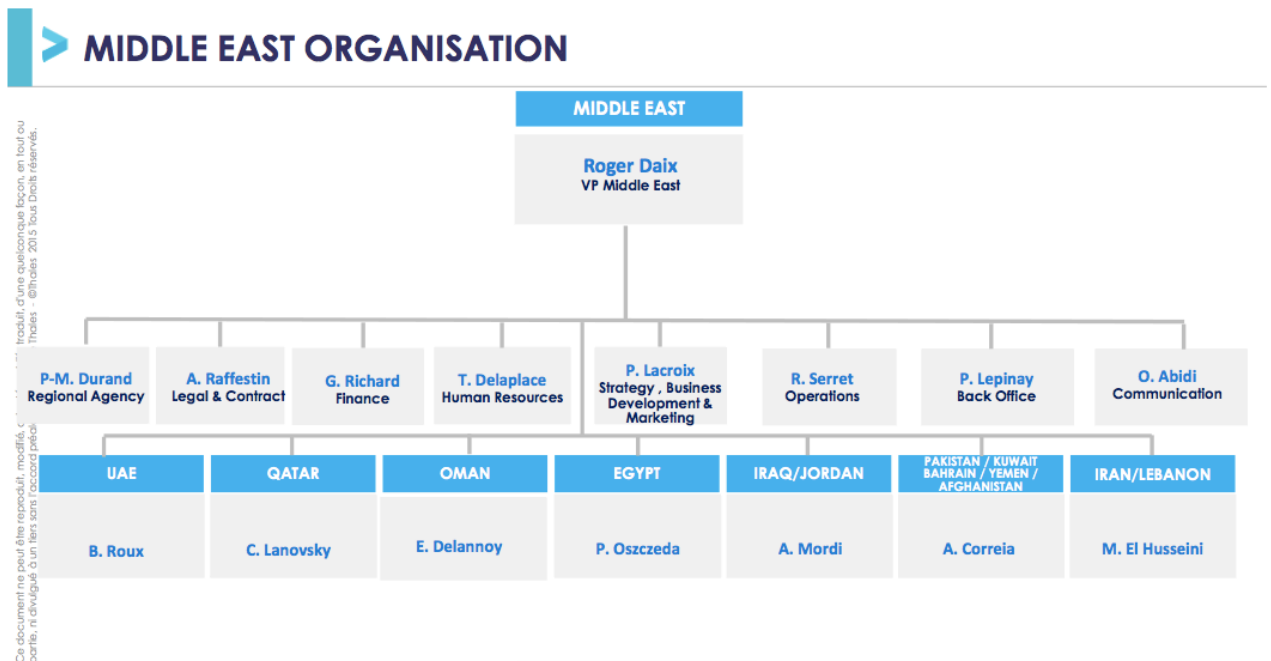 MIDDLE EAST ORGANISATION
MIDDLE EAST
Roger Daix
VP Middle East
P-M. Durand
Regional Agency
A. Raffestin
Legal & Contract
G. Richard
Finance
T. Delaplace
Human Resources
P. Lacroix
Strategy , Business
Development &
Marketing
R. Serret
Operations
P. Lepinay
Back Office
O. Abidi
Communication
UAE
B. Roux
QATAR
C. Lanovsky
OMAN
E. Delannoy
EGYPT
P. Oszczeda
IRAQ/JORDAN
A. Mordi
PAKISTAN / KUWAIT
BAHRAIN / YEMEN /
AFGHANISTAN
A. Correia
IRAN/LEBANON
M. El Husseini
Ce document ne peut être reproduit, modifié, traduit, d'une quelconque façon, en tout ou
partie, ni divulgué à un tiers sans l'accord Thales - ©Thales 2015 Tous Droits réservés.